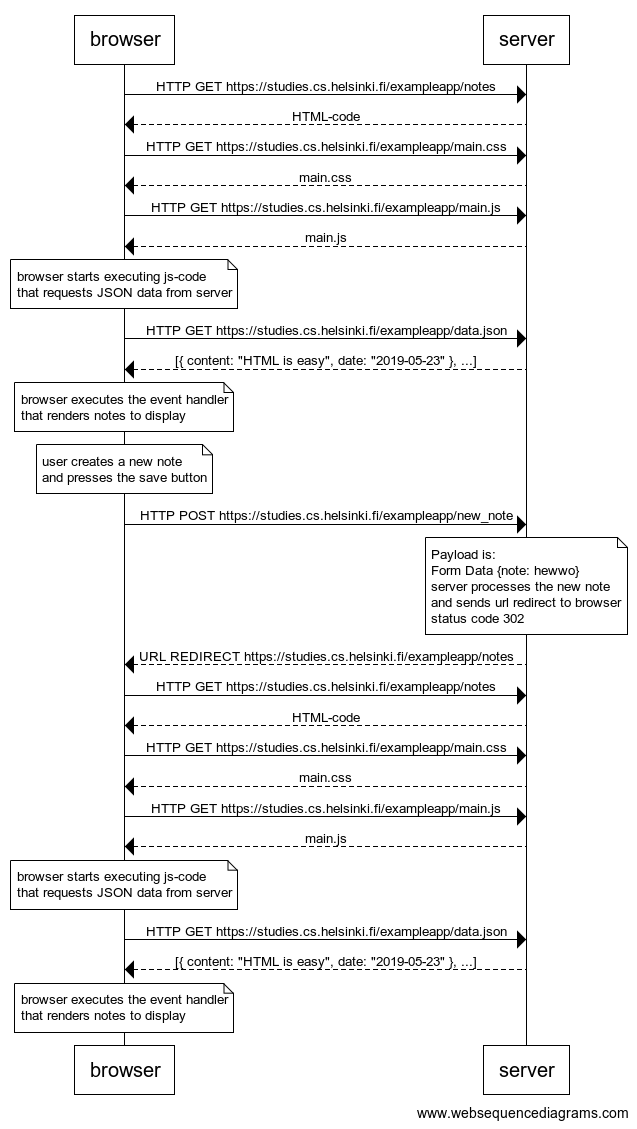 browser server
HTTP GET https://studies.cs.helsinki.fi/exampleapp/notes
HTML-code
HTTP GET https://studies.cs.helsinki.fi/exampleapp/main.css
main.css
HTTP GET https://studies.cs.helsinki.fi/exampleapp/main.js
main.js
browser starts executing js-code
that requests JSON data from server
HTTP GET https://studies.cs.helsinki.fi/exampleapp/data.json
[{ content: "HTML is easy", date: "2019-05-23" }, ...]
browser executes the event handler
that renders notes to display
user creates a new note
and presses the save button
HTTP POST https://studies.cs.helsinki.fi/exampleapp/new_note
Payload is:
Form Data {note: hewwo}
server processes the new note
and sends url redirect to browser
status code 302
URL REDIRECT https://studies.cs.helsinki.fi/exampleapp/notes
HTTP GET https://studies.cs.helsinki.fi/exampleapp/notes
HTML-code
HTTP GET https://studies.cs.helsinki.fi/exampleapp/main.css
main.css
HTTP GET https://studies.cs.helsinki.fi/exampleapp/main.js
main.js
browser starts executing js-code
that requests JSON data from server
HTTP GET https://studies.cs.helsinki.fi/exampleapp/data.json
[{ content: "HTML is easy", date: "2019-05-23" }, ...]
browser executes the event handler
that renders notes to display
browser server
www.websequencediagrams.com